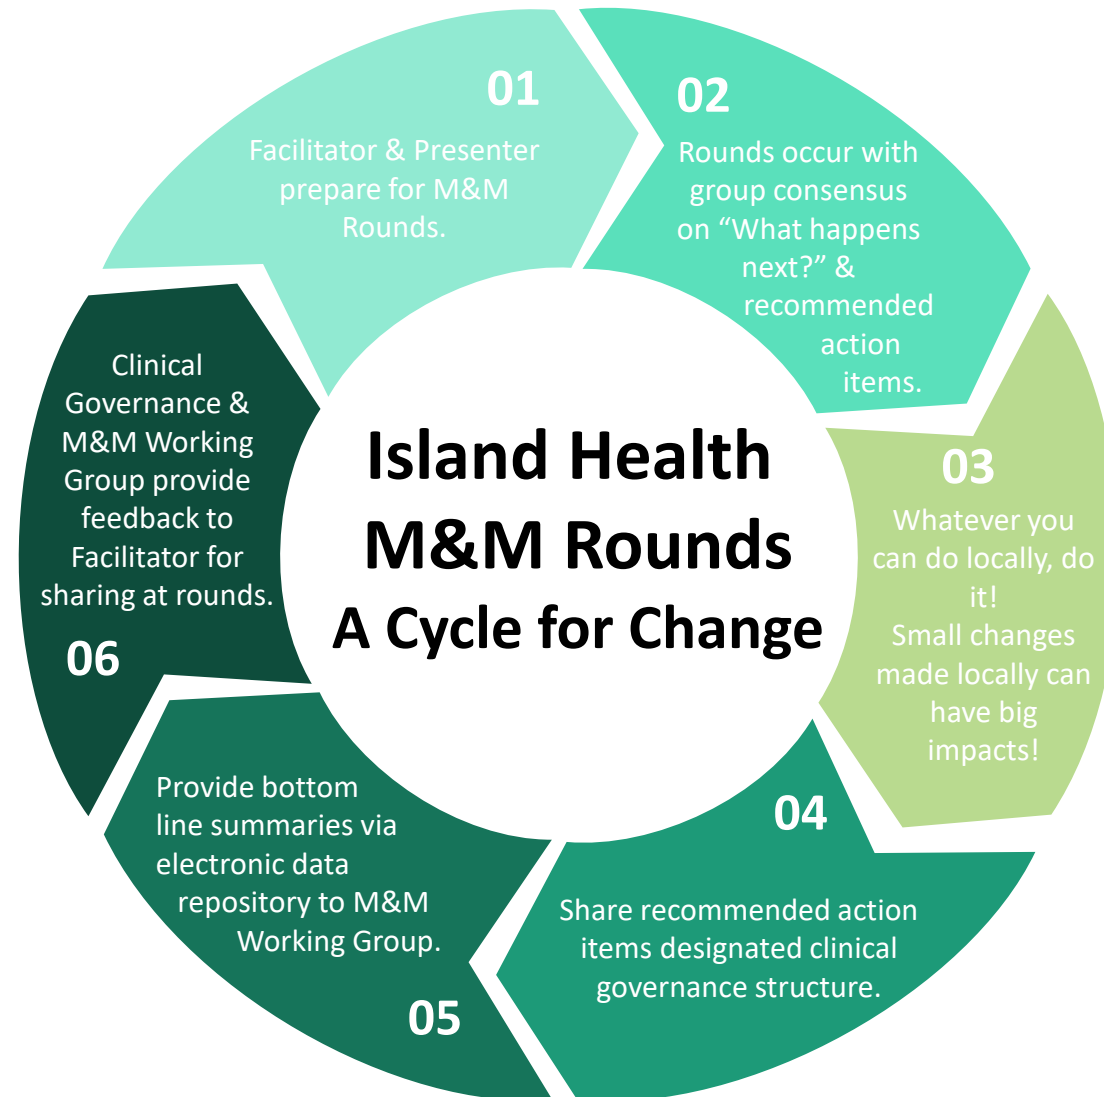 Island Health
M&M Rounds
A Cycle for Change
01
Facilitator & Presenter
prepare for M&M
Rounds.
02
Rounds occur with
group consensus
on “What happens
next?” &
recommended
action
items.
03
Whatever you
can do locally, do
it!
Small changes
made locally can
have big
impacts!
04
Share recommended action
items designated clinical
governance structure.
Provide bottom
line summaries via
electronic data
repository to M&M
Working Group.
05
Clinical
Governance &
M&M Working
Group provide
feedback to
Facilitator for
sharing at rounds.
06